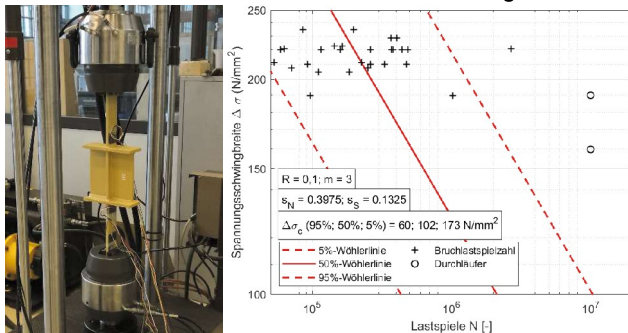 Spannungsschwingbreite Δ σ (N/mm²)
250
200
150
100
R = 0,1; m = 3
s_N = 0.3975; s_S = 0.1325
Δσ_c (95%; 50%; 5%) = 60; 102; 173 N/mm²
5%-Wöhlerlinie
50%-Wöhlerlinie
95%-Wöhlerlinie
+ Bruchlastspielzahl
o Durchläufer
10⁵
10⁶
10⁷
Lastspiele N [-]